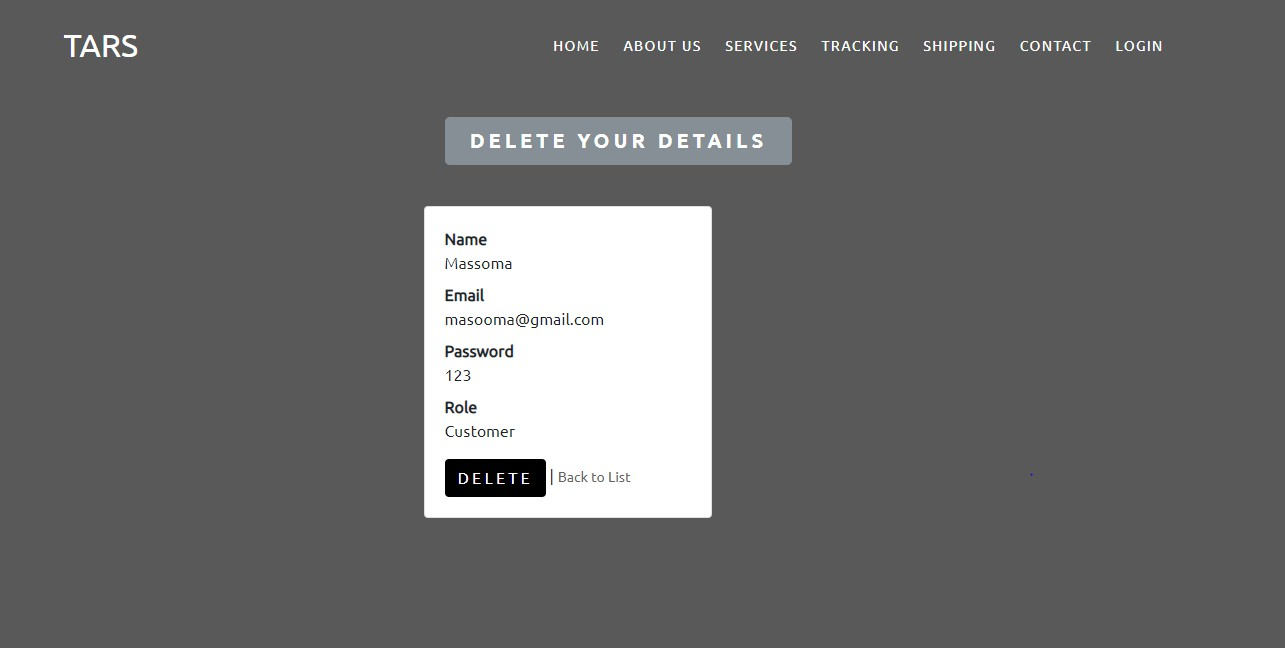 TARS
HOME ABOUT US SERVICES TRACKING SHIPPING CONTACT LOGIN
DELETE YOUR DETAILS
Name
Massoma
Email
masooma@gmail.com
Password
123
Role
Customer
DELETE | Back to List